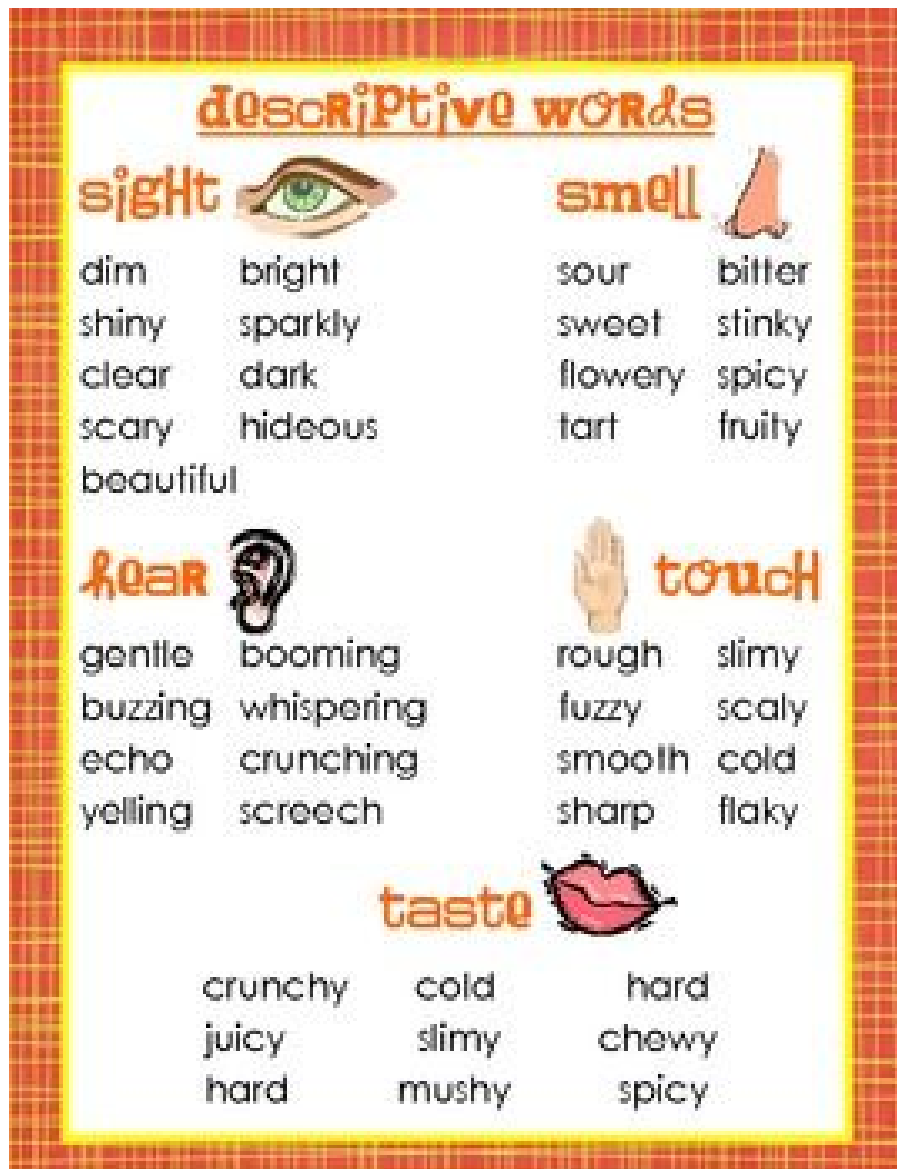 descriptive words
sight
dim bright
shiny sparkly
clear dark
scary hideous
beautiful
smell
sour bitter
sweet stinky
flowery spicy
tart fruity
hear
gentle booming
buzzing whispering
echo crunching
yelling screech
touch
rough slimy
fuzzy scaly
smooth cold
sharp flaky
taste
crunchy cold hard
juicy slimy chewy
hard mushy spicy